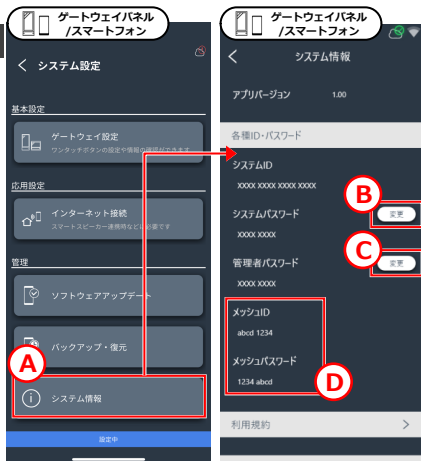 ゲートウェイパネル
/スマートフォン
システム設定
基本設定
ゲートウェイ設定
ワンタッチボタンの設定や情報の確認ができます
応用設定
インターネット接続
スマートスピーカー連携時などに必要です
管理
ソフトウェアアップデート
バックアップ・復元
A
システム情報
設定中
ゲートウェイパネル
/スマートフォン
システム情報
アプリバージョン 1.00
各種ID・パスワード
システムID
XXXX XXXX XXXX XXXX
B
システムパスワード 変更
XXXX XXXX
C
管理者パスワード 変更
XXXX XXXX
メッシュID
abcd 1234
メッシュパスワード
D
1234 abcd
利用規約